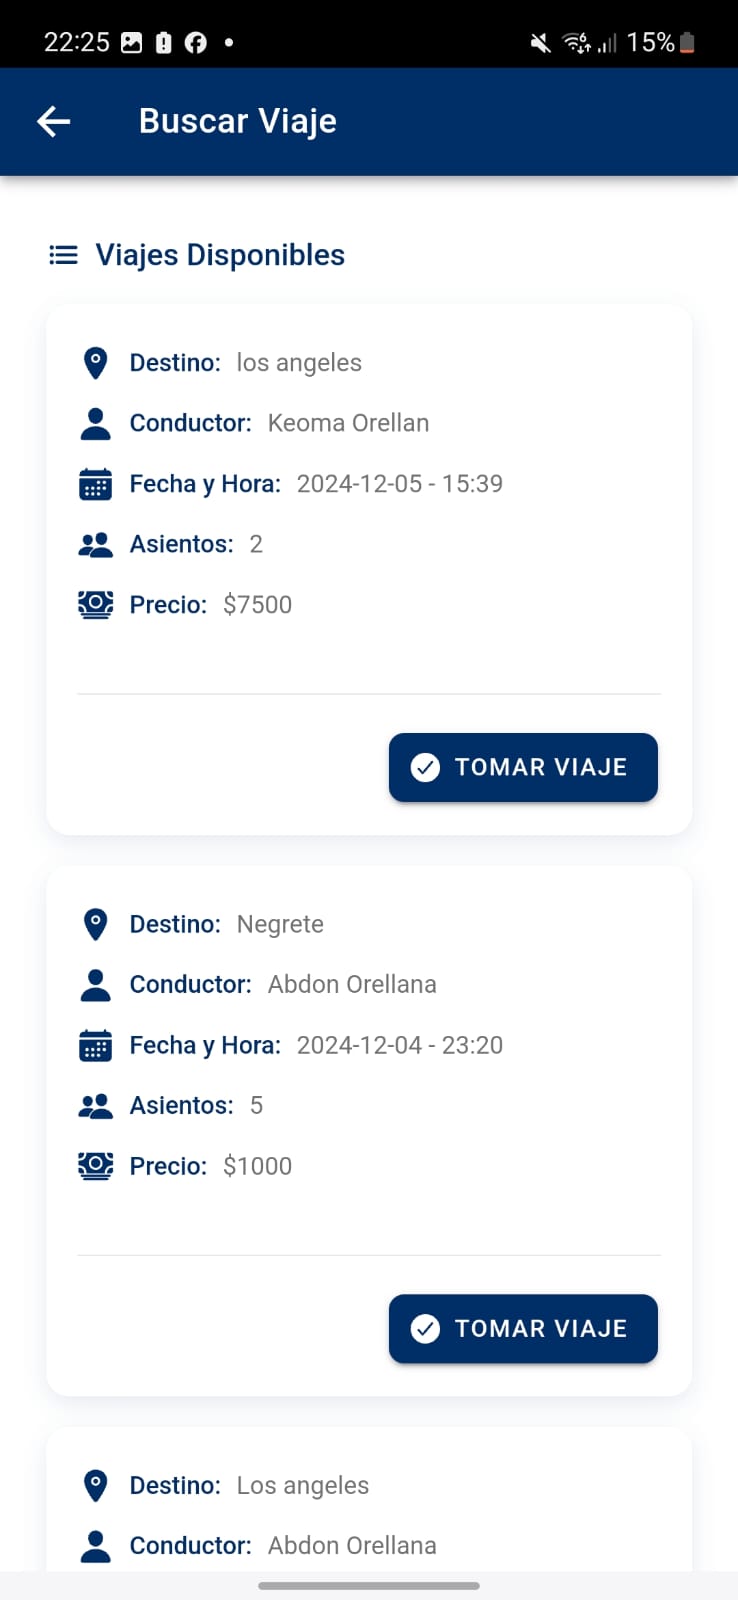 22:25
15%
Buscar Viaje
Viajes Disponibles
Destino: los angeles
Conductor: Keoma Orellan
Fecha y Hora: 2024-12-05 - 15:39
Asientos: 2
Precio: $7500
TOMAR VIAJE
Destino: Negrete
Conductor: Abdon Orellana
Fecha y Hora: 2024-12-04 - 23:20
Asientos: 5
Precio: $1000
TOMAR VIAJE
Destino: Los angeles
Conductor: Abdon Orellana